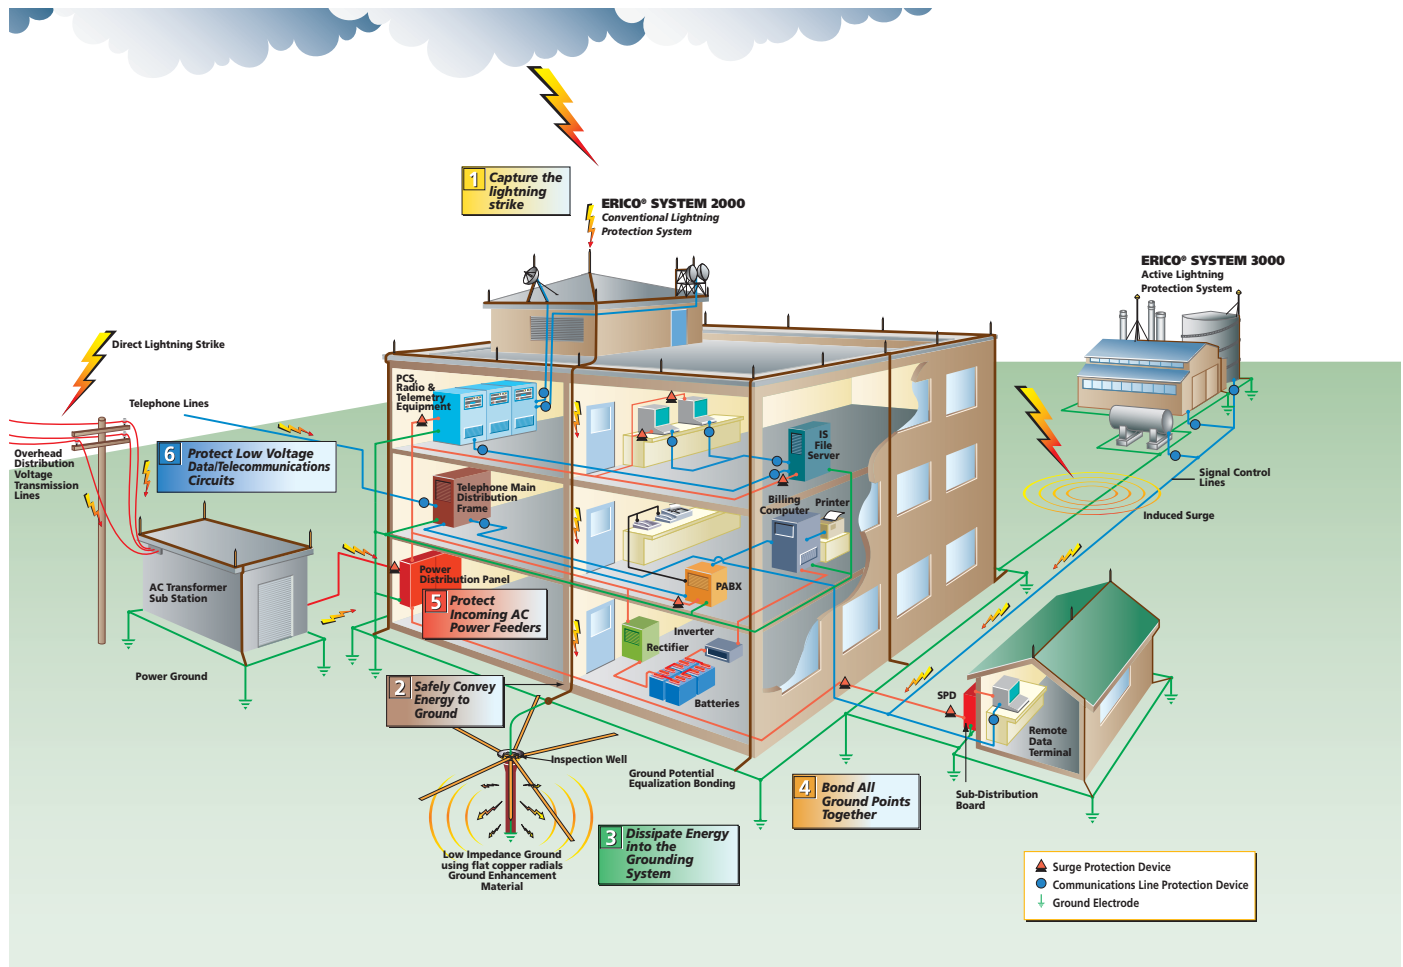 1 Capture the
lightning
strike
ERICO® SYSTEM 2000
Conventional Lightning
Protection System
ERICO® SYSTEM 3000
Active Lightning
Protection System
Direct Lightning Strike
Telephone Lines
Overhead
Distribution
Voltage
Transmission
Lines
6 Protect Low Voltage
Data/Telecommunications
Circuits
PCS,
Radio &
Telemetry
Equipment
IS
File
Server
Telephone Main
Distribution
Frame
Billing
Computer
Printer
Signal Control
Lines
Induced Surge
AC Transformer
Sub Station
Power
Distribution Panel
PABX
5 Protect
Incoming AC
Power Feeders
Inverter
Rectifier
Batteries
Power Ground
2 Safely Convey
Energy to
Ground
SPD
Remote
Data
Terminal
Inspection Well
Ground Potential
Equalization Bonding
4 Bond All
Ground Points
Together
Sub-Distribution
Board
3 Dissipate Energy
into the
Grounding
System
Low Impedance Ground
using flat copper radials
Ground Enhancement
Material
Surge Protection Device
Communications Line Protection Device
Ground Electrode